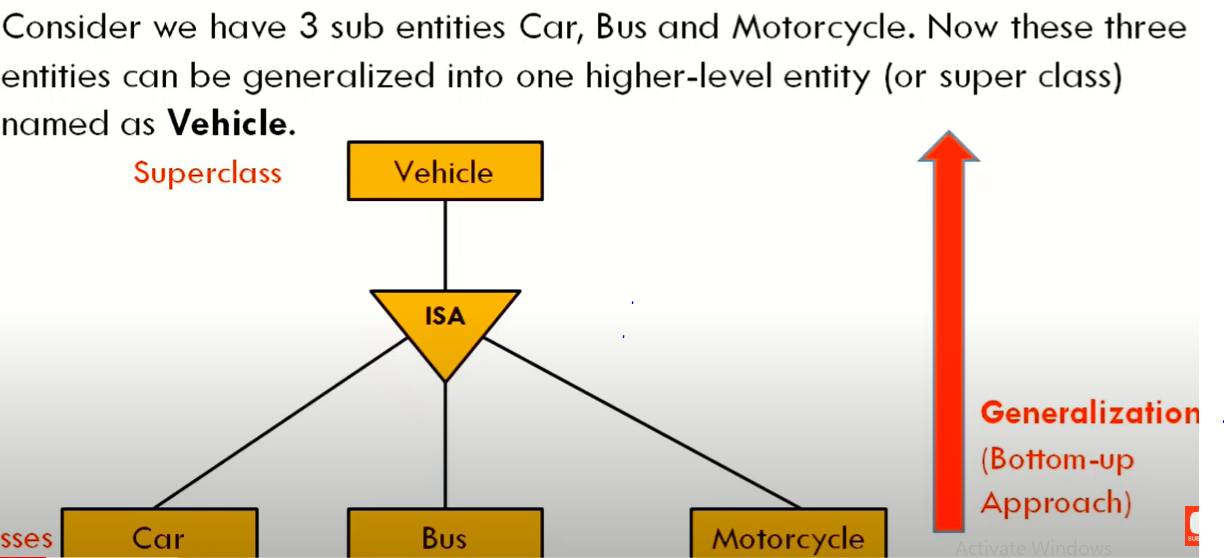 Consider we have 3 sub entities Car, Bus and Motorcycle. Now these three
entities can be generalized into one higher-level entity (or super class)
named as Vehicle.
Superclass
Vehicle
ISA
Generalization
(Bottom-up
Approach)
sses
Car
Bus
Motorcycle
Activate Windows
SUB